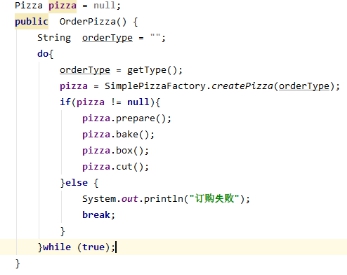 Pizza pizza = null;
public  OrderPizza() {
    String  orderType = "";
    do{
        orderType = getType();
        pizza = SimplePizzaFactory.createPizza(orderType);
        if(pizza != null){
            pizza.prepare();
            pizza.bake();
            pizza.box();
            pizza.cut();
        }else {
            System.out.println("订购失败");
            break;
        }
    }while (true);
}